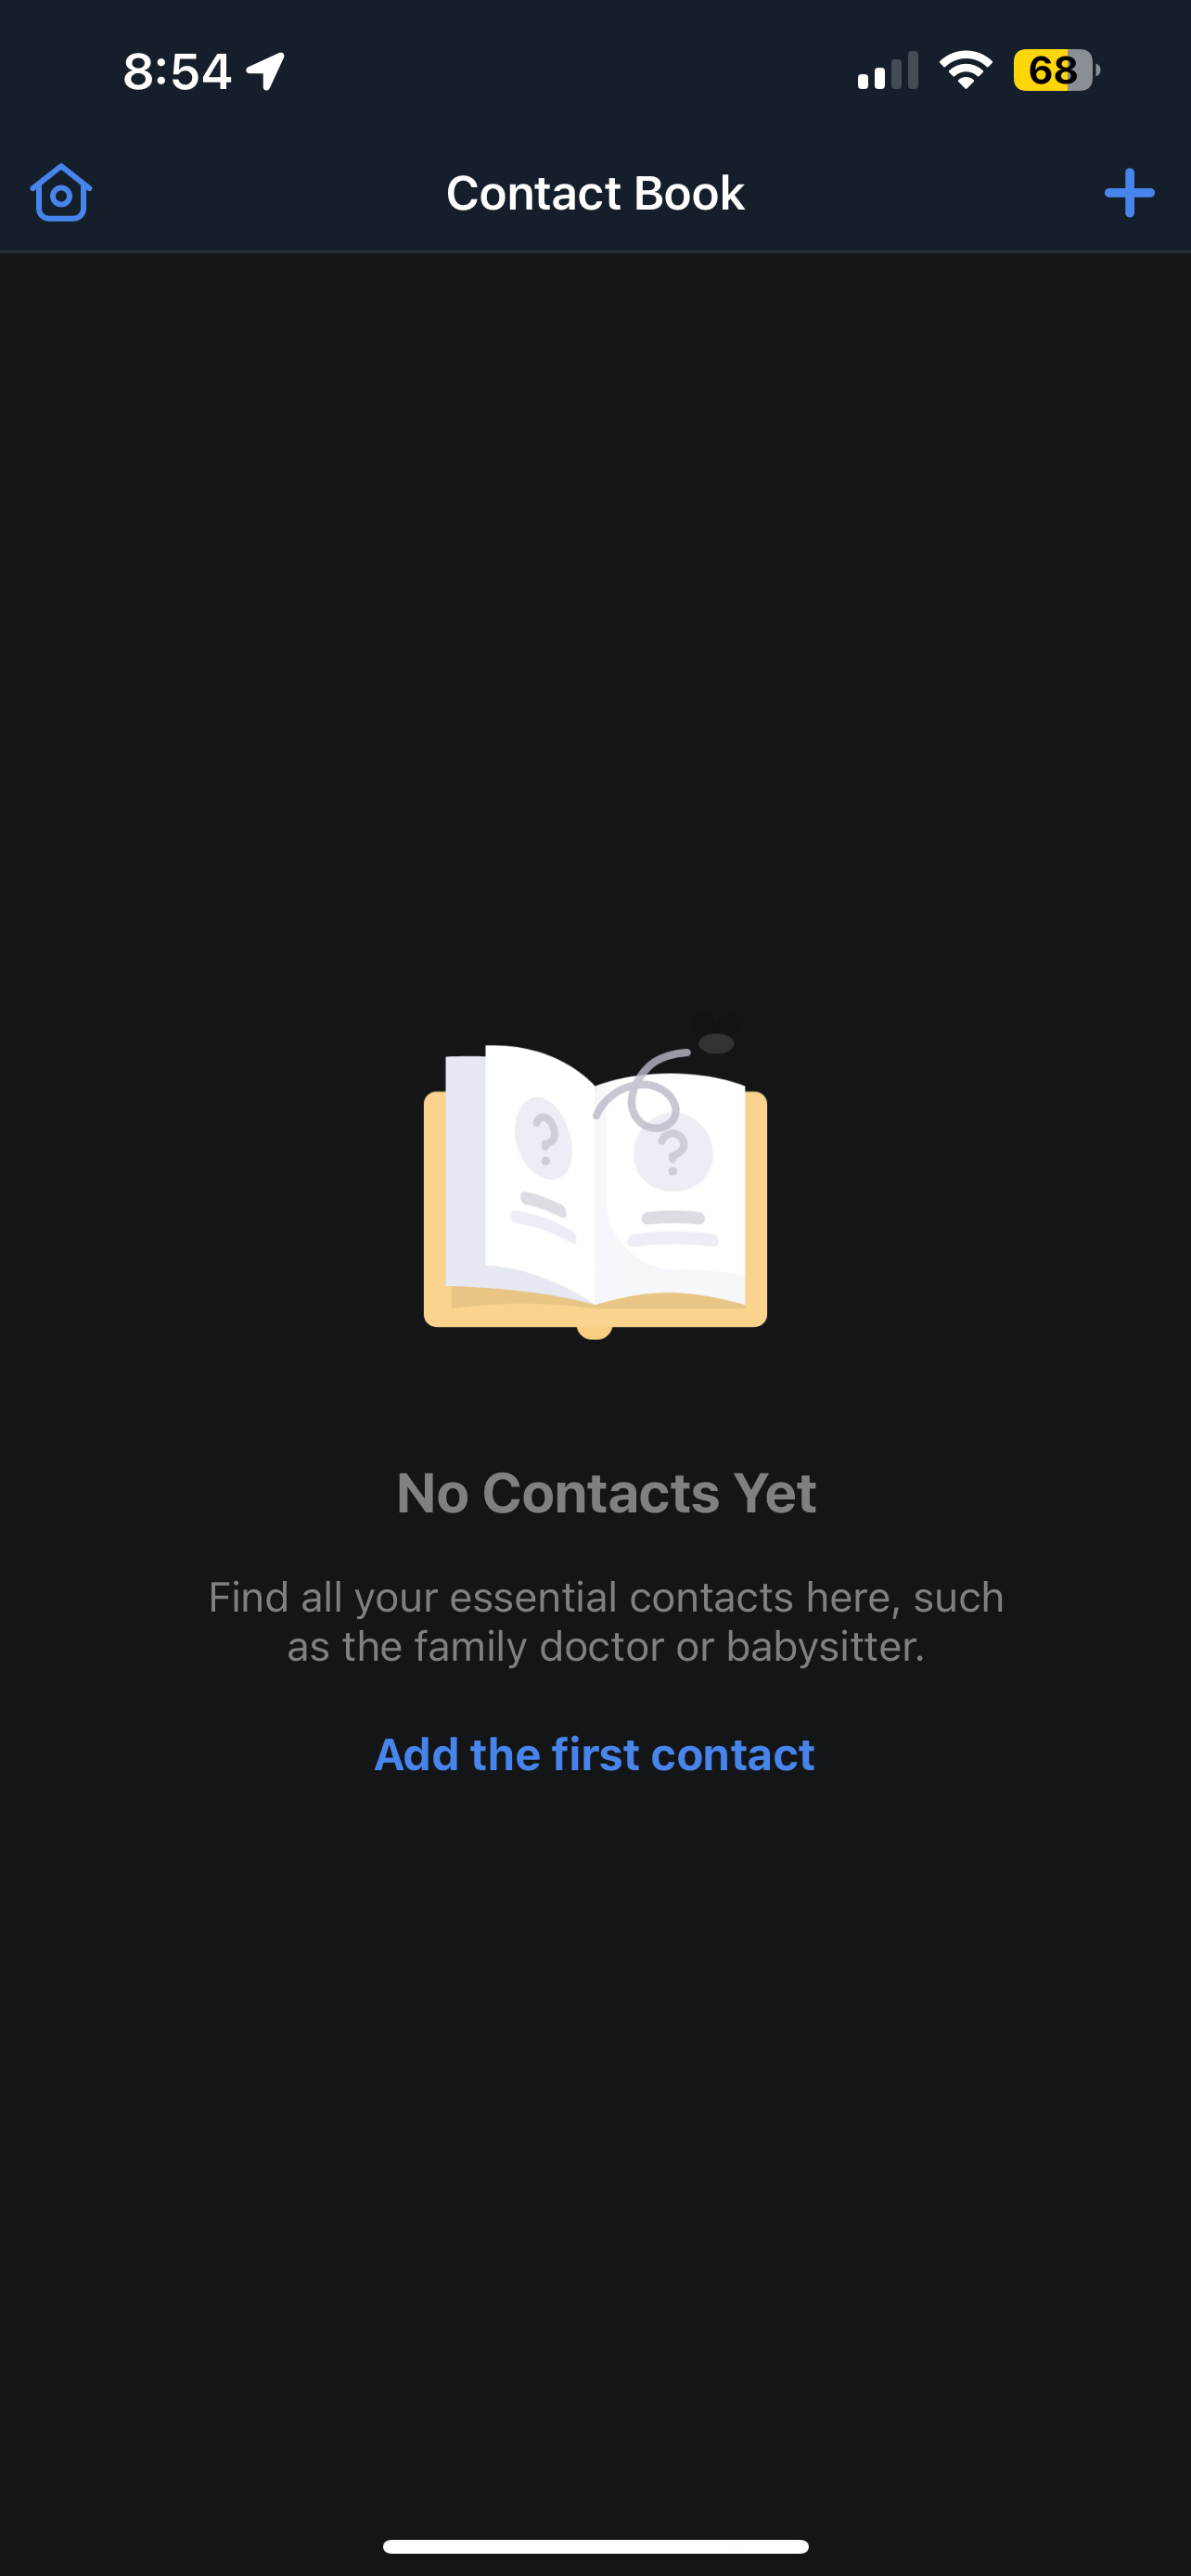 8:54
68
Contact Book
?
?
No Contacts Yet
Find all your essential contacts here, such
as the family doctor or babysitter.
Add the first contact